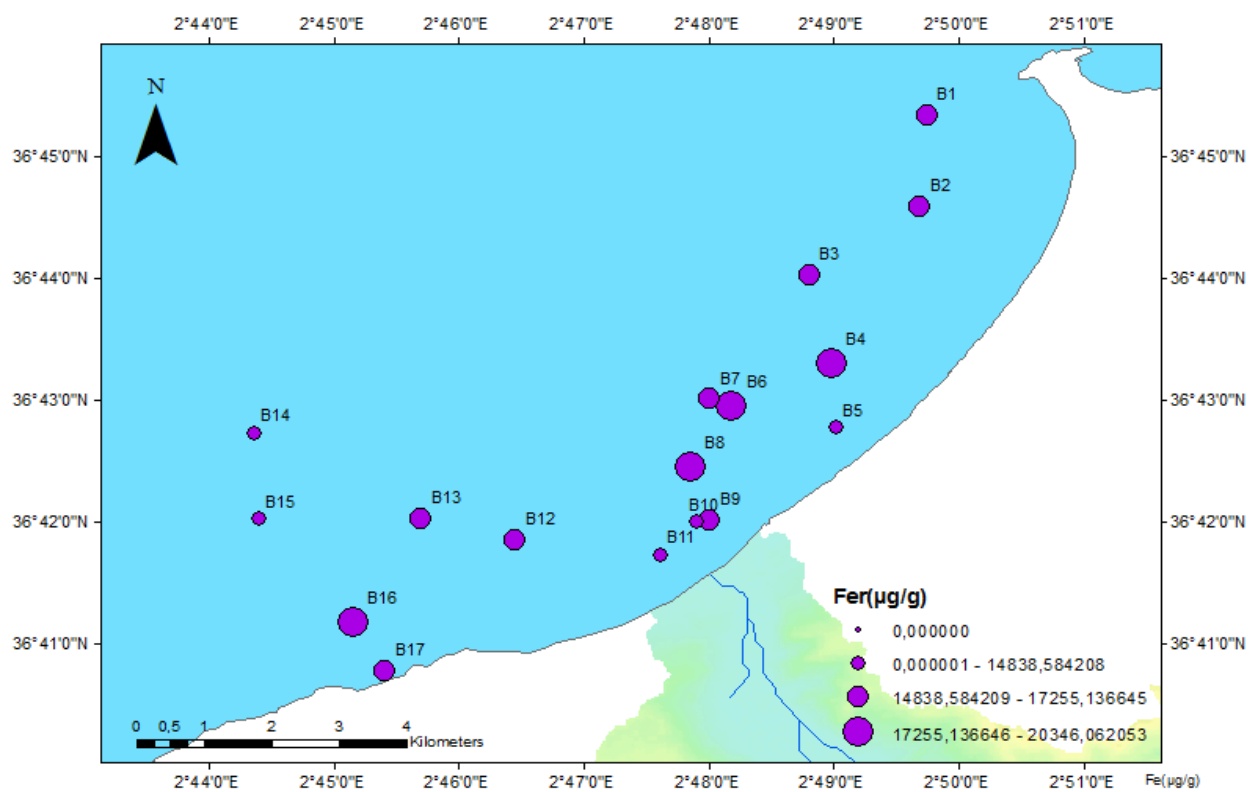 2°44'0"E 2°45'0"E 2°46'0"E 2°47'0"E 2°48'0"E 2°49'0"E 2°50'0"E 2°51'0"E
N
B1
36°45'0"N 36°45'0"N
B2
B3
36°44'0"N 36°44'0"N
B4
B7 B6
36°43'0"N 36°43'0"N
B14 B5
B8
B15 B13 B10 B9
36°42'0"N 36°42'0"N
B12
B11
B16
Fer(µg/g)
0,000000
36°41'0"N 36°41'0"N
B17
0,000001 - 14838,584208
14838,584209 - 17255,136645
0 0,5 1 2 3 4
Kilometers
17255,136646 - 20346,062053
2°44'0"E 2°45'0"E 2°46'0"E 2°47'0"E 2°48'0"E 2°49'0"E 2°50'0"E 2°51'0"E
Fe(µg/g)